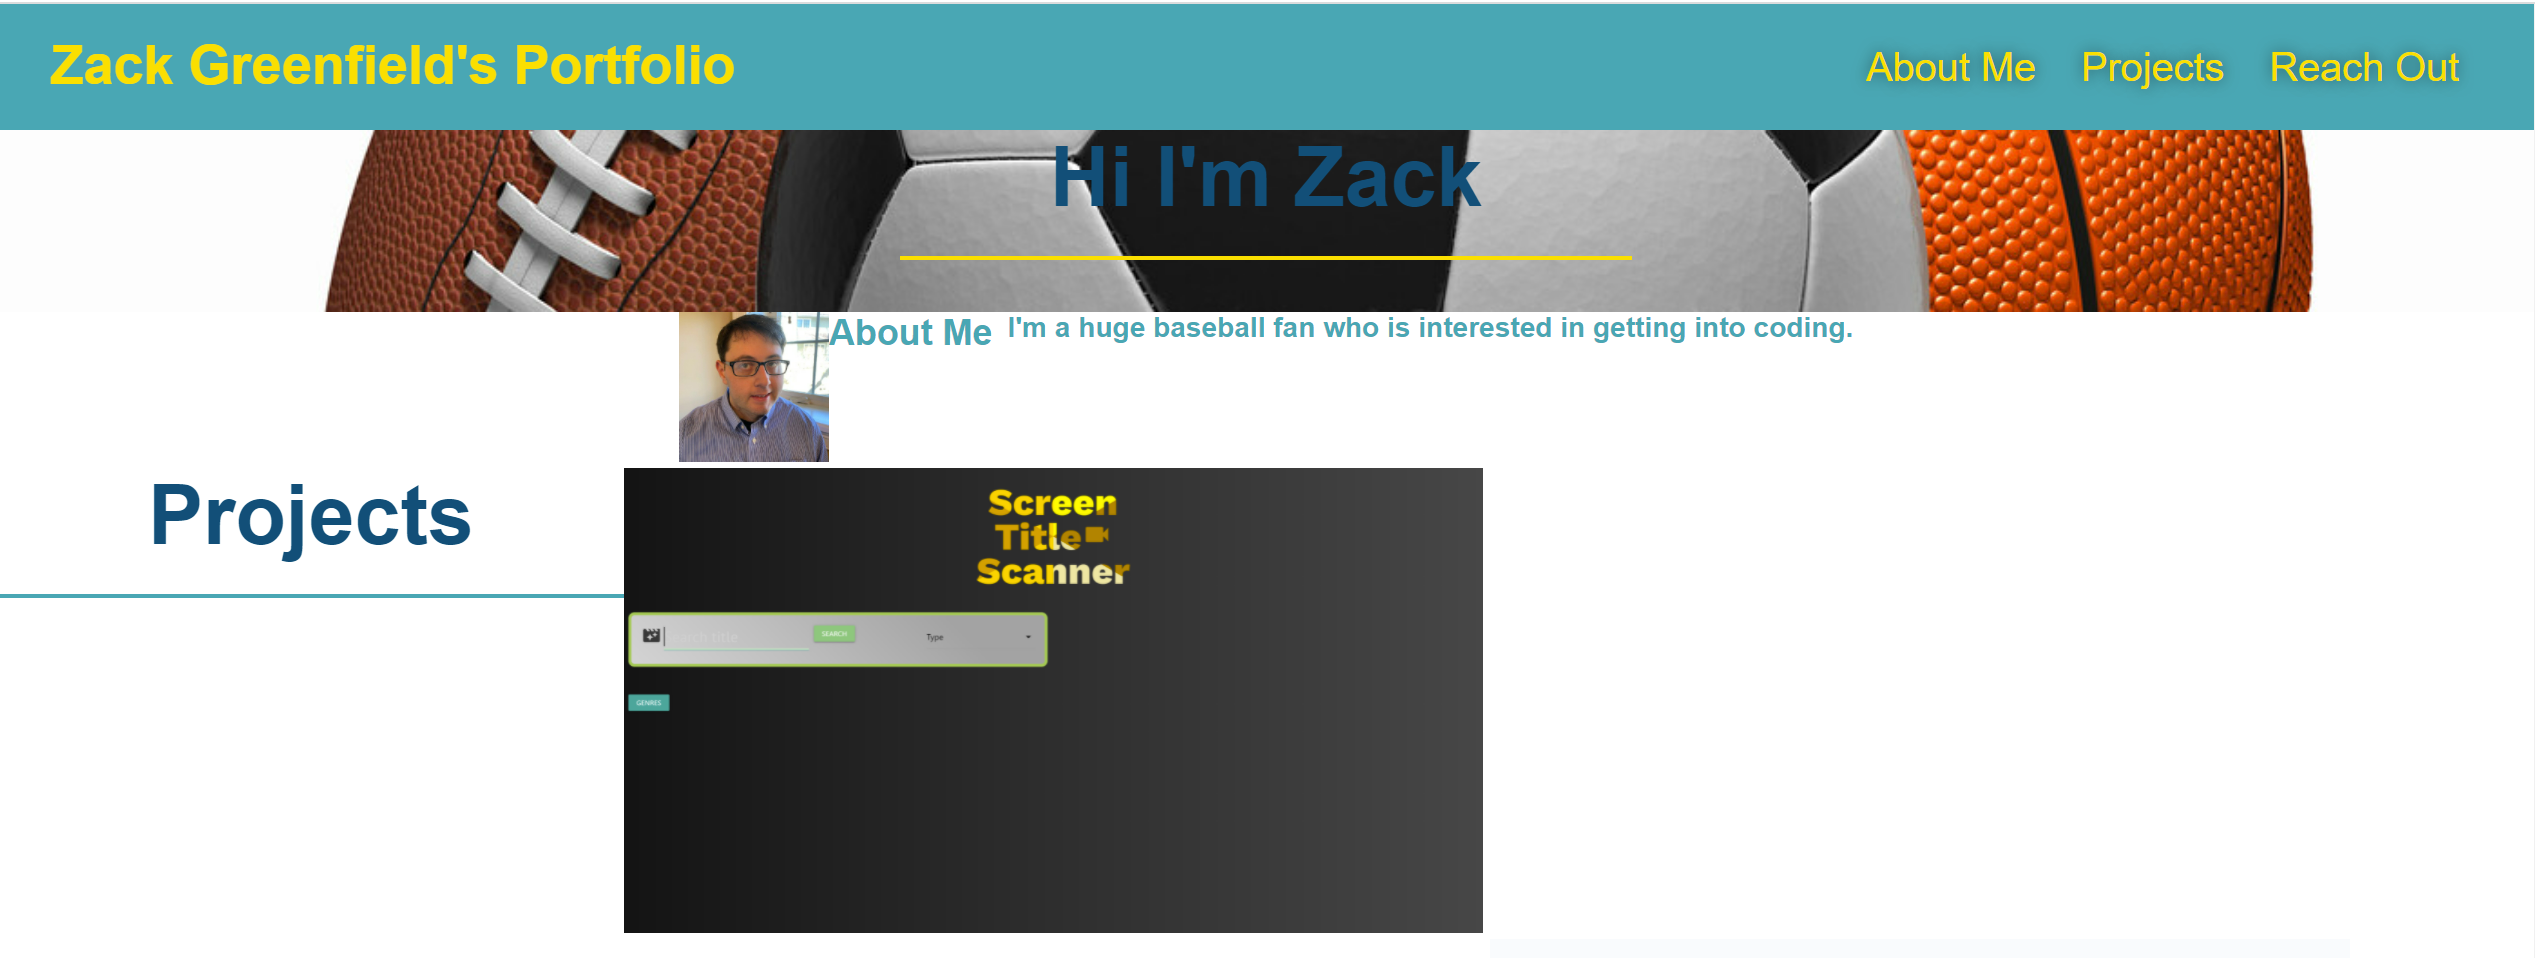 Zack Greenfield's Portfolio
About Me Projects Reach Out
Hi I'm Zack
About Me I'm a huge baseball fan who is interested in getting into coding.
Projects
Screen
Title
Scanner
SEARCH Type
GENRES